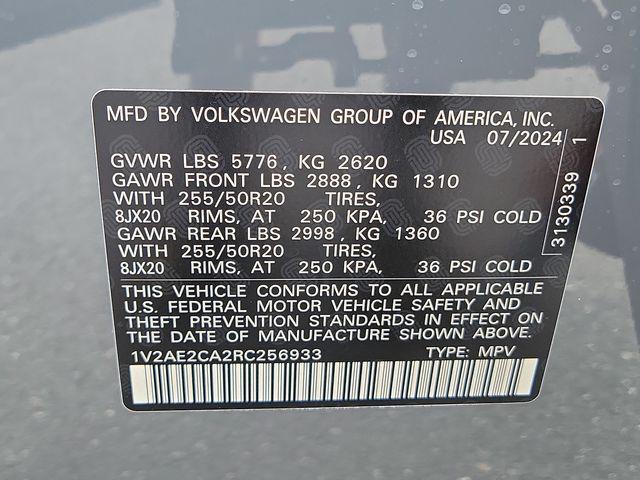 MFD BY VOLKSWAGEN GROUP OF AMERICA, INC.
USA 07/2024
GVWR LBS 5776, KG 2620
GAWR FRONT LBS 2888, KG 1310
WITH 255/50R20 TIRES,
8JX20 RIMS, AT 250 KPA, 36 PSI COLD
GAWR REAR LBS 2998, KG 1360
WITH 255/50R20 TIRES,
8JX20 RIMS, AT 250 KPA, 36 PSI COLD
THIS VEHICLE CONFORMS TO ALL APPLICABLE
U.S. FEDERAL MOTOR VEHICLE SAFETY AND
THEFT PREVENTION STANDARDS IN EFFECT ON
THE DATE OF MANUFACTURE SHOWN ABOVE.
1V2AE2CA2RC256933 TYPE: MPV
3130339 1